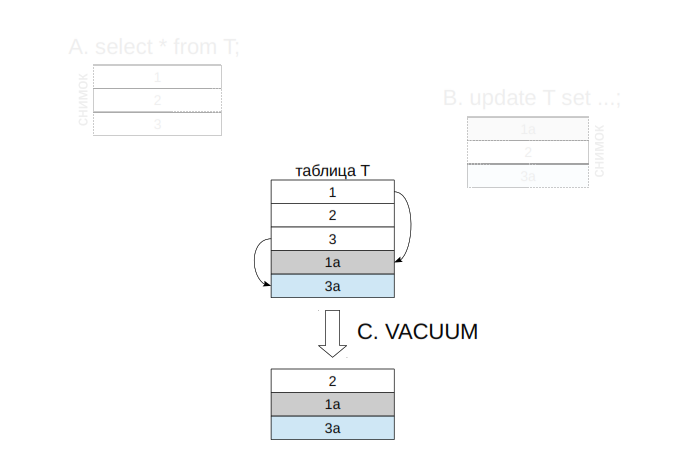 A. select * from T;
снимок
1
2
3
B. update T set ...;
1a
2
3a
снимок
таблица T
1
2
3
1a
3a
C. VACUUM
2
1a
3a